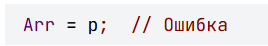 Arr = p;  // Ошибка